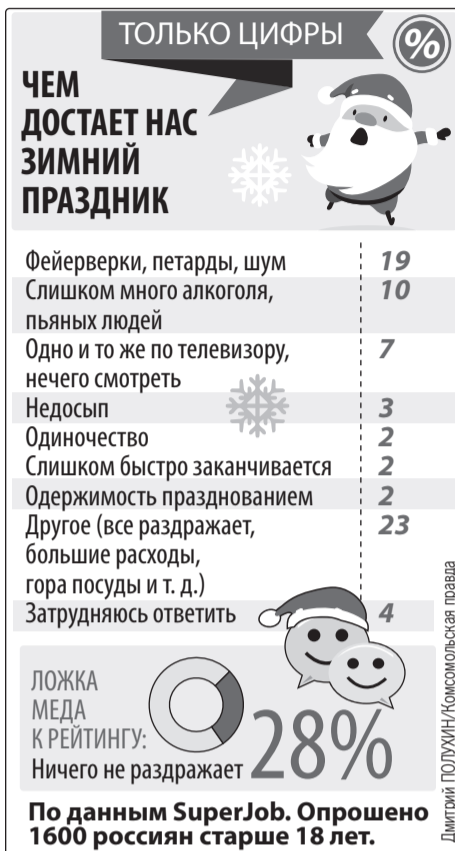 ТОЛЬКО ЦИФРЫ
%
ЧЕМ
ДОСТАЕТ НАС
ЗИМНИЙ
ПРАЗДНИК
Фейерверки, петарды, шум 19
Слишком много алкоголя, 10
пьяных людей
Одно и то же по телевизору, 7
нечего смотреть
Недосып 3
Одиночество 2
Слишком быстро заканчивается 2
Одержимость празднованием 2
Другое (все раздражает, 23
большие расходы,
гора посуды и т. д.)
Затрудняюсь ответить 4
ЛОЖКА
МЕДА
К РЕЙТИНГУ:
Ничего не раздражает 28%
По данным SuperJob. Опрошено
1600 россиян старше 18 лет.
Дмитрий ПОЛУХИН/Комсомольская правда